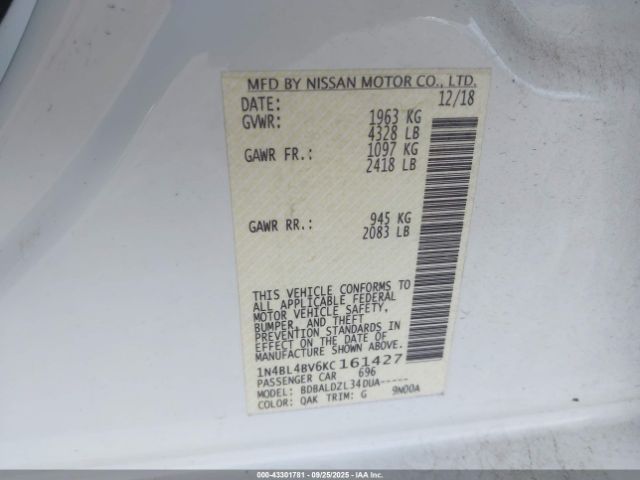 MFD BY NISSAN MOTOR CO., LTD.
DATE: 12/18
GVWR: 1963 KG
4328 LB
GAWR FR.: 1097 KG
2418 LB
GAWR RR.: 945 KG
2083 LB
THIS VEHICLE CONFORMS TO
ALL APPLICABLE FEDERAL
MOTOR VEHICLE SAFETY,
BUMPER, AND THEFT
PREVENTION STANDARDS IN
EFFECT ON THE DATE OF
MANUFACTURE SHOWN ABOVE.
1N4BL4BV6KC 161427
PASSENGER CAR 696
MODEL: BDBALDZL34DUA-----
COLOR: QAK TRIM: G 9N00A
000-43301781 - 09/25/2025 - IAA Inc.